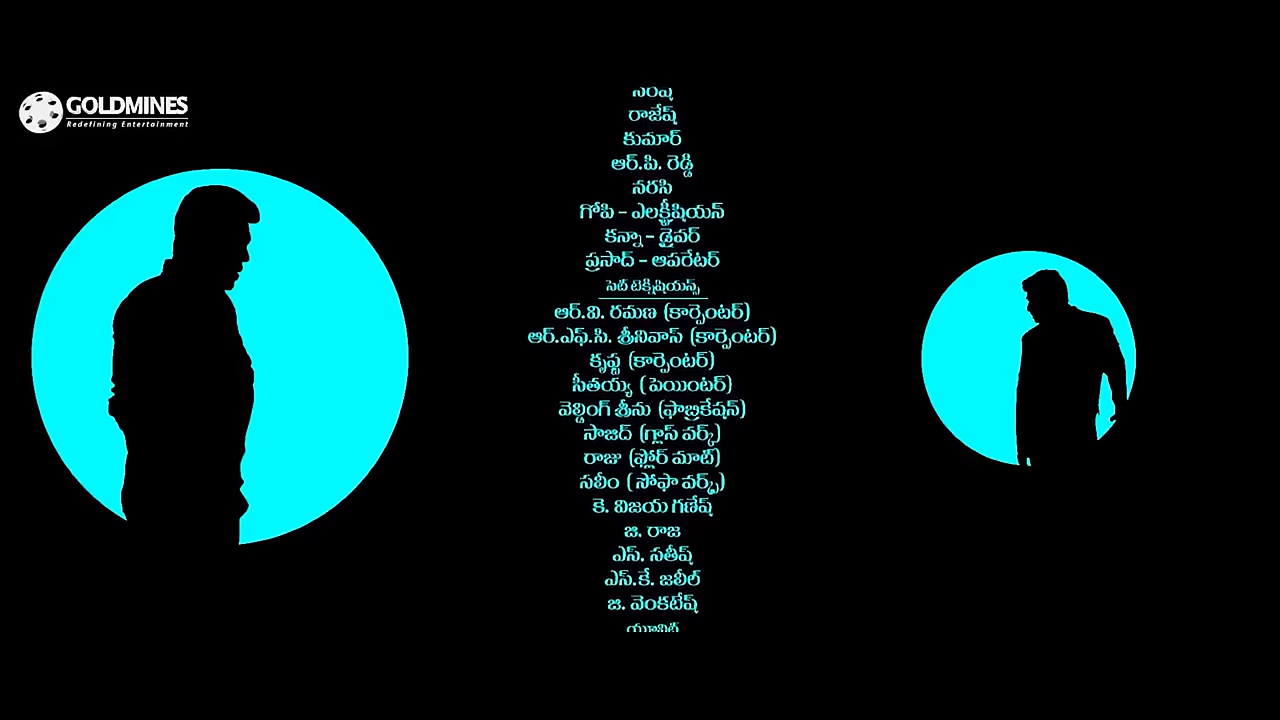 GOLDMINES
Redefining Entertainment
రాజేష్
కుమార్
ఆర్.పి. రెడ్డి
నరసి
గోపి - ఎలక్ట్రీషియన్
కన్నా - డ్రైవర్
ప్రసాద్ - ఆపరేటర్
సెట్ టెక్నీషియన్స్
ఆర్.వి. రమణ (కార్పెంటర్)
ఆర్.ఎఫ్.సి. శ్రీనివాస్ (కార్పెంటర్)
కృష్ణ (కార్పెంటర్)
సీతయ్య ( పెయింటర్)
వెల్డింగ్ శ్రీను (ఫాబ్రికేషన్)
సాజిద్ (గ్లాస్ వర్క్)
రాజు (ఫ్లోర్ మాట్)
సలీం ( సోఫా వర్క్స్)
కె. విజయ గణేష్
జి. రాజ
ఎస్. సతీష్
ఎస్.కే. జలీల్
జి. వెంకటేష్
యూనిట్